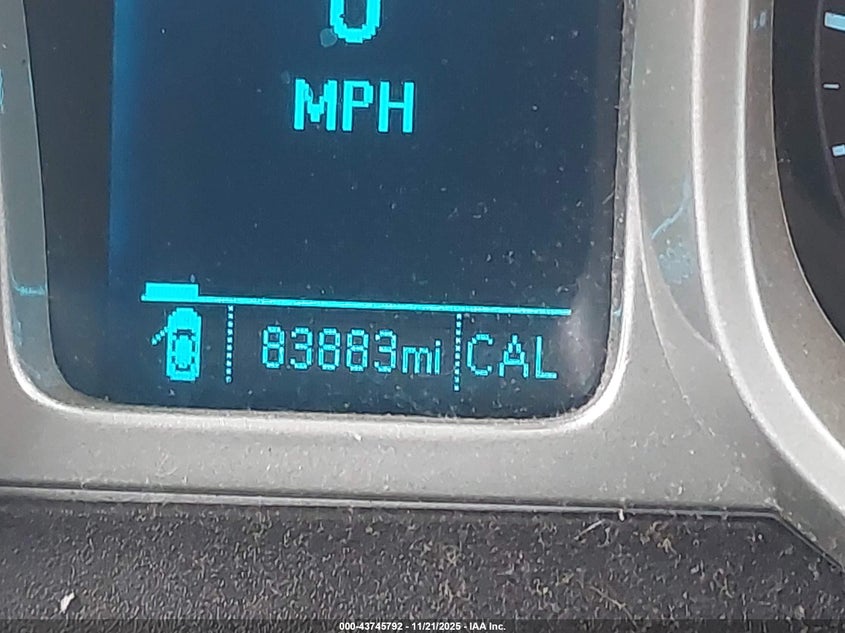 0
MPH
83883mi CAL
000-43745792 - 11/21/2025 - IAA Inc.